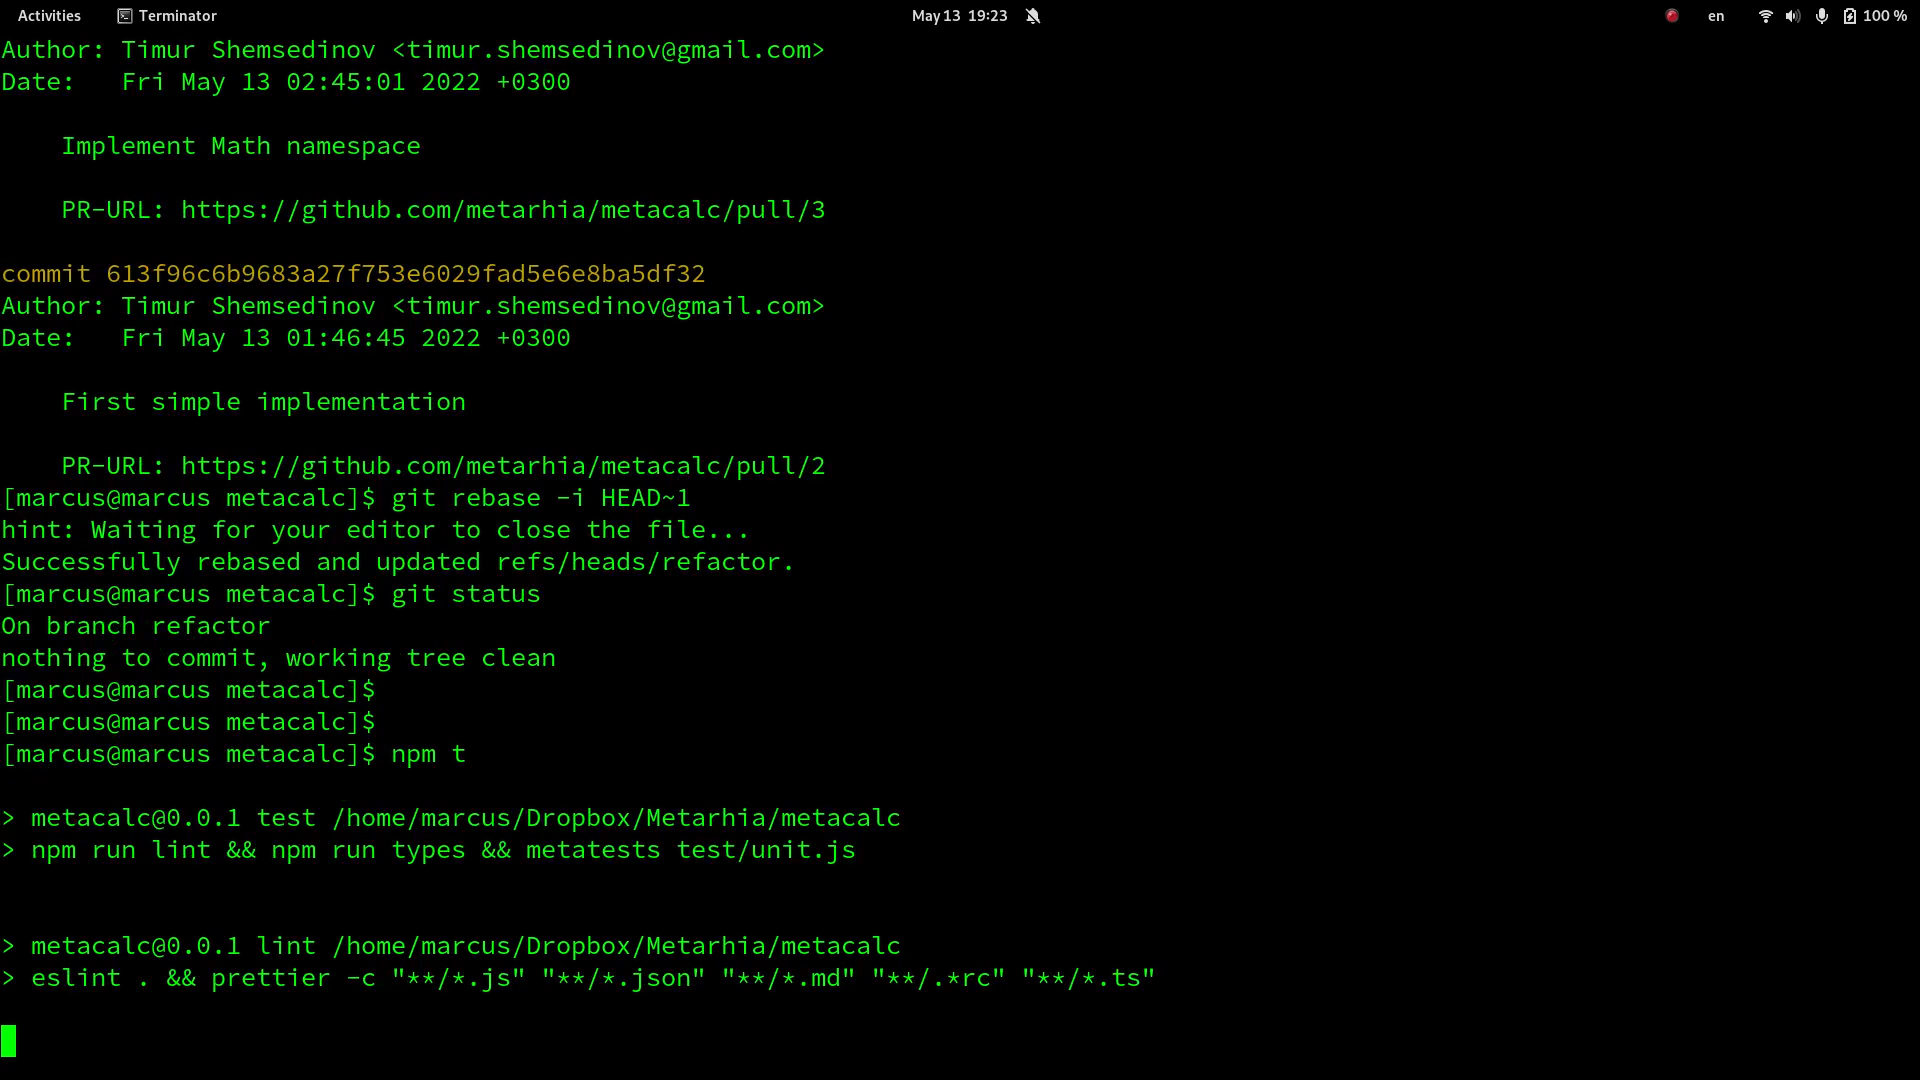 Activities Terminator May 13 19:23 en 100 %
Author: Timur Shemsedinov <timur.shemsedinov@gmail.com>
Date:   Fri May 13 02:45:01 2022 +0300
    Implement Math namespace
    PR-URL: https://github.com/metarhia/metacalc/pull/3
commit 613f96c6b9683a27f753e6029fad5e6e8ba5df32
Author: Timur Shemsedinov <timur.shemsedinov@gmail.com>
Date:   Fri May 13 01:46:45 2022 +0300
    First simple implementation
    PR-URL: https://github.com/metarhia/metacalc/pull/2
[marcus@marcus metacalc]$ git rebase -i HEAD~1
hint: Waiting for your editor to close the file...
Successfully rebased and updated refs/heads/refactor.
[marcus@marcus metacalc]$ git status
On branch refactor
nothing to commit, working tree clean
[marcus@marcus metacalc]$
[marcus@marcus metacalc]$
[marcus@marcus metacalc]$ npm t
> metacalc@0.0.1 test /home/marcus/Dropbox/Metarhia/metacalc
> npm run lint && npm run types && metatests test/unit.js
> metacalc@0.0.1 lint /home/marcus/Dropbox/Metarhia/metacalc
> eslint . && prettier -c "**/*.js" "**/*.json" "**/*.md" "**/.*rc" "**/*.ts"